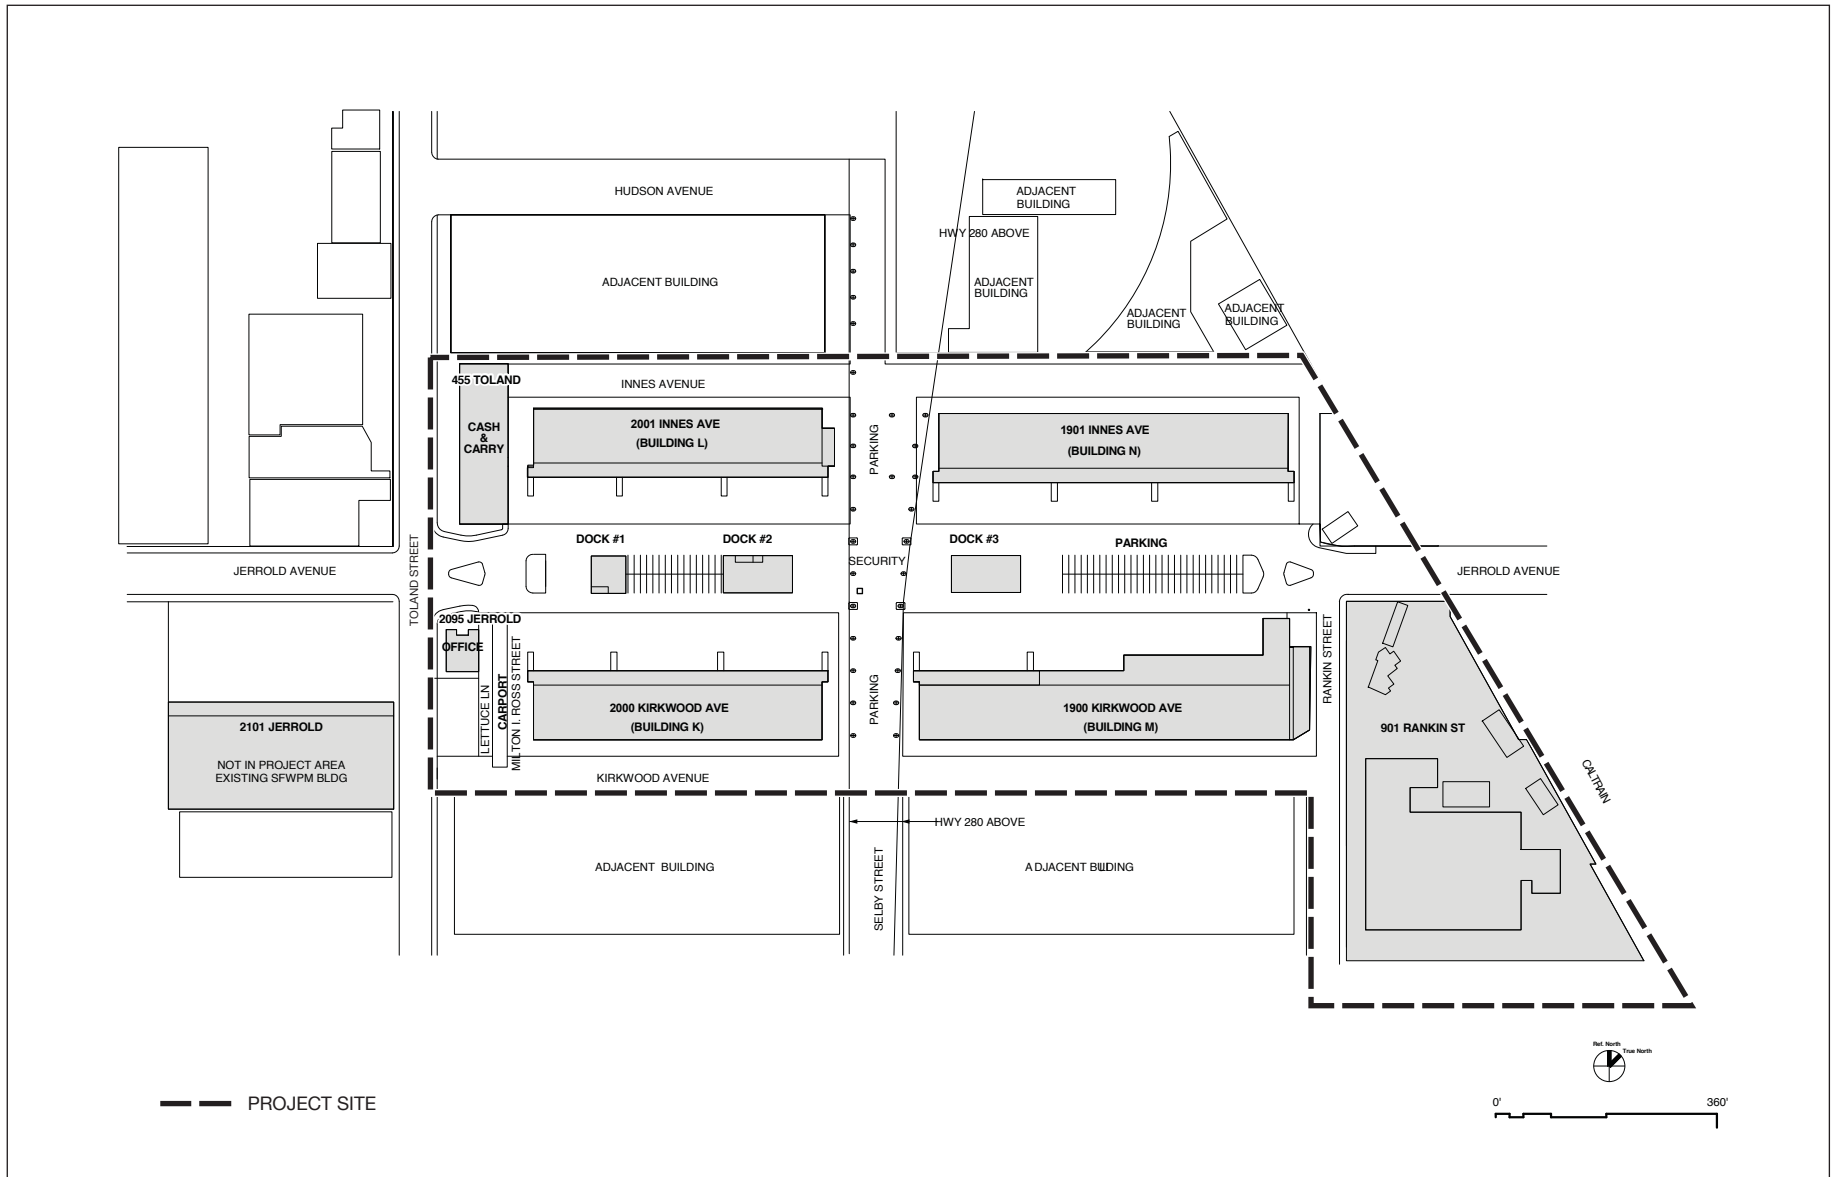 HUDSON AVENUE
ADJACENT
BUILDING
HWY 280 ABOVE
ADJACENT BUILDING
ADJACENT
BUILDING
ADJACENT
BUILDING
ADJACENT
BUILDING
455 TOLAND
INNES AVENUE
CASH
&
CARRY
2001 INNES AVE
(BUILDING L)
PARKING
1901 INNES AVE
(BUILDING N)
DOCK #1
DOCK #2
SECURITY
DOCK #3
PARKING
JERROLD AVENUE
TOLAND STREET
JERROLD AVENUE
2095 JERROLD
OFFICE
LETTUCE LN
CARPORT
MILTON I. ROSS STREET
2000 KIRKWOOD AVE
(BUILDING K)
PARKING
1900 KIRKWOOD AVE
(BUILDING M)
RANKIN STREET
901 RANKIN ST
CALTRAIN
2101 JERROLD
NOT IN PROJECT AREA
EXISTING SFWPM BLDG
KIRKWOOD AVENUE
HWY 280 ABOVE
ADJACENT BUILDING
SELBY STREET
ADJACENT BUILDING
Ref. North
True North
PROJECT SITE
0'
360'